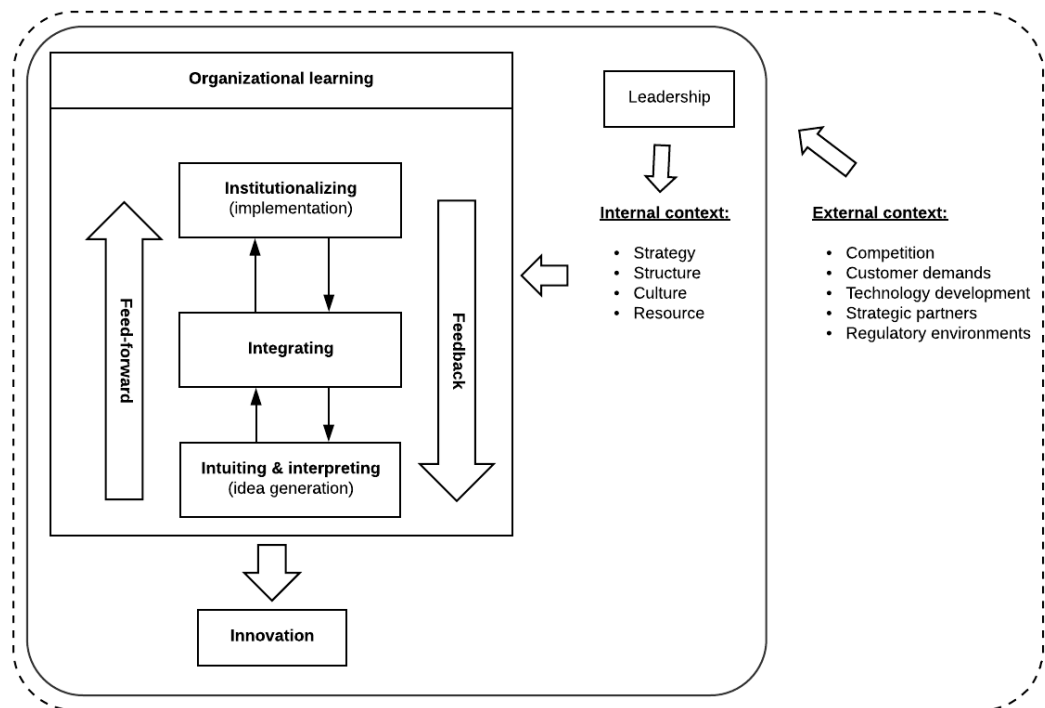 Organizational learning
Institutionalizing
(implementation)
Feed-forward
Feedback
Integrating
Intuiting & interpreting
(idea generation)
Innovation
Leadership
Internal context:
• Strategy
• Structure
• Culture
• Resource
External context:
• Competition
• Customer demands
• Technology development
• Strategic partners
• Regulatory environments